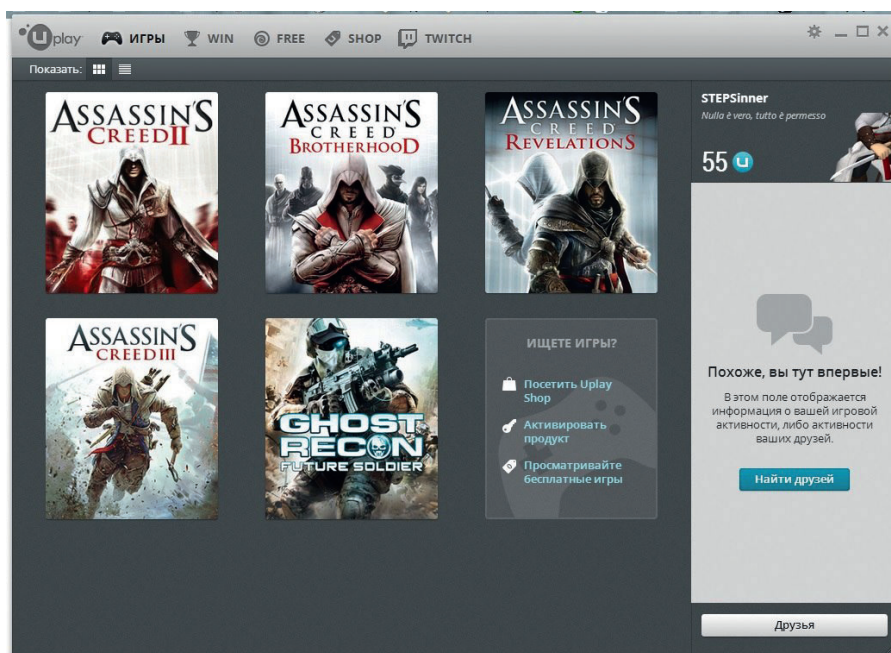 Uplay
ИГРЫ
WIN
FREE
SHOP
TWITCH
Показать:
ASSASSIN'S
CREED II
ASSASSIN'S
CREED
BROTHERHOOD
ASSASSIN'S
CREED
REVELATIONS
ASSASSIN'S
CREED III
GHOST
RECON
FUTURE SOLDIER
ИЩЕТЕ ИГРЫ?
Посетить Uplay
Shop
Активировать
продукт
Просматривайте
бесплатные игры
STEPSinner
Nulla è vero, tutto è permesso
55 U
Похоже, вы тут впервые!
В этом поле отображается
информация о вашей игровой
активности, либо активности
ваших друзей.
Найти друзей
Друзья